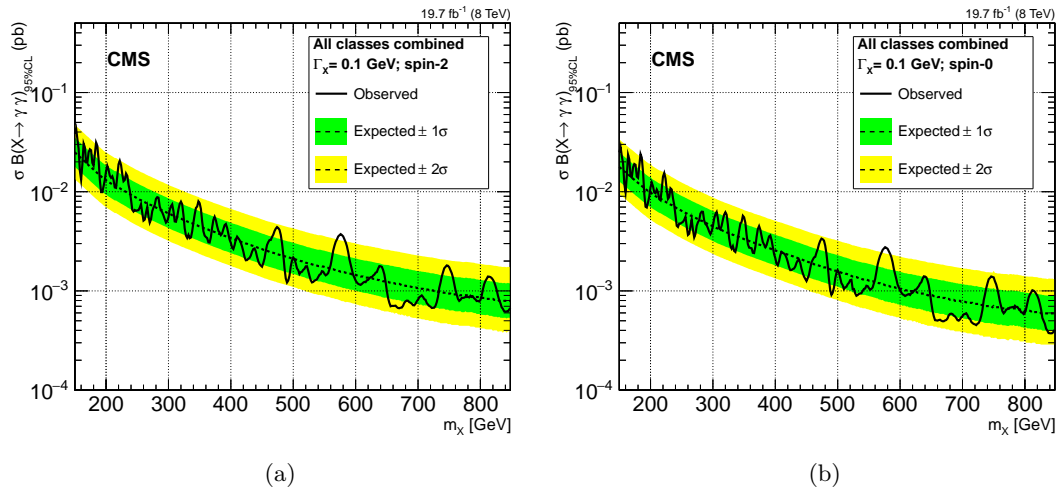 19.7 fb⁻¹ (8 TeV)
σ B(X→ γ γ)95%CL (pb)
CMS
All classes combined
ΓX= 0.1 GeV; spin-2
Observed
Expected ± 1σ
Expected ± 2σ
10⁻¹
10⁻²
10⁻³
10⁻⁴
200 300 400 500 600 700 800
mX [GeV]
(a)
19.7 fb⁻¹ (8 TeV)
σ B(X→ γ γ)95%CL (pb)
CMS
All classes combined
ΓX= 0.1 GeV; spin-0
Observed
Expected ± 1σ
Expected ± 2σ
10⁻¹
10⁻²
10⁻³
10⁻⁴
200 300 400 500 600 700 800
mX [GeV]
(b)